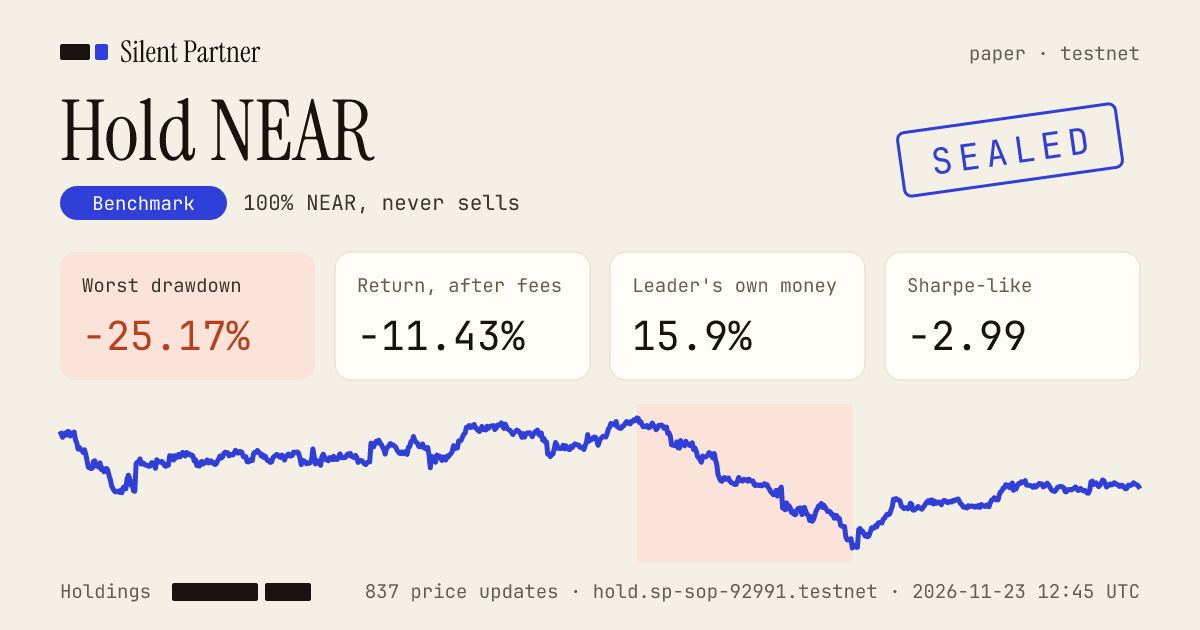 Silent Partner
paper · testnet
Hold NEAR
SEALED
Benchmark
100% NEAR, never sells
Worst drawdown
-25.17%
Return, after fees
-11.43%
Leader's own money
15.9%
Sharpe-like
-2.99
Holdings
837 price updates · hold.sp-sop-92991.testnet · 2026-11-23 12:45 UTC